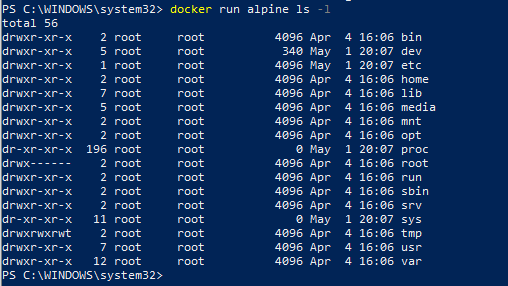 PS C:\WINDOWS\system32> docker run alpine ls -l
total 56
drwxr-xr-x    2 root     root          4096 Apr  4 16:06 bin
drwxr-xr-x    5 root     root           340 May  1 20:07 dev
drwxr-xr-x    1 root     root          4096 May  1 20:07 etc
drwxr-xr-x    2 root     root          4096 Apr  4 16:06 home
drwxr-xr-x    7 root     root          4096 Apr  4 16:06 lib
drwxr-xr-x    5 root     root          4096 Apr  4 16:06 media
drwxr-xr-x    2 root     root          4096 Apr  4 16:06 mnt
drwxr-xr-x    2 root     root          4096 Apr  4 16:06 opt
dr-xr-xr-x  196 root     root             0 May  1 20:07 proc
drwx------    2 root     root          4096 Apr  4 16:06 root
drwxr-xr-x    2 root     root          4096 Apr  4 16:06 run
drwxr-xr-x    2 root     root          4096 Apr  4 16:06 sbin
drwxr-xr-x    2 root     root          4096 Apr  4 16:06 srv
dr-xr-xr-x   11 root     root             0 May  1 20:07 sys
drwxrwxrwt    2 root     root          4096 Apr  4 16:06 tmp
drwxr-xr-x    7 root     root          4096 Apr  4 16:06 usr
drwxr-xr-x   12 root     root          4096 Apr  4 16:06 var
PS C:\WINDOWS\system32>